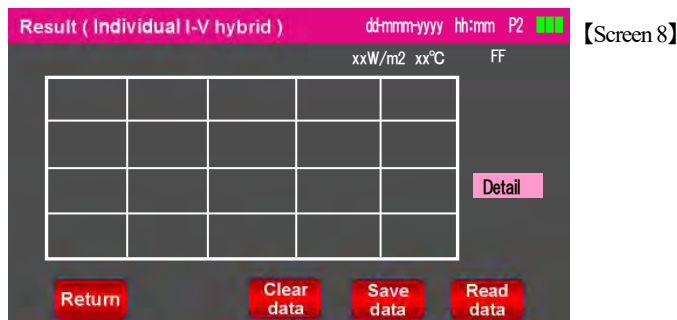 Result ( Individual I-V hybrid ) dd-mmm-yyyy hh:mm P2
【Screen 8】
xxW/m2 xx℃ FF
Detail
Return
Clear data
Save data
Read data